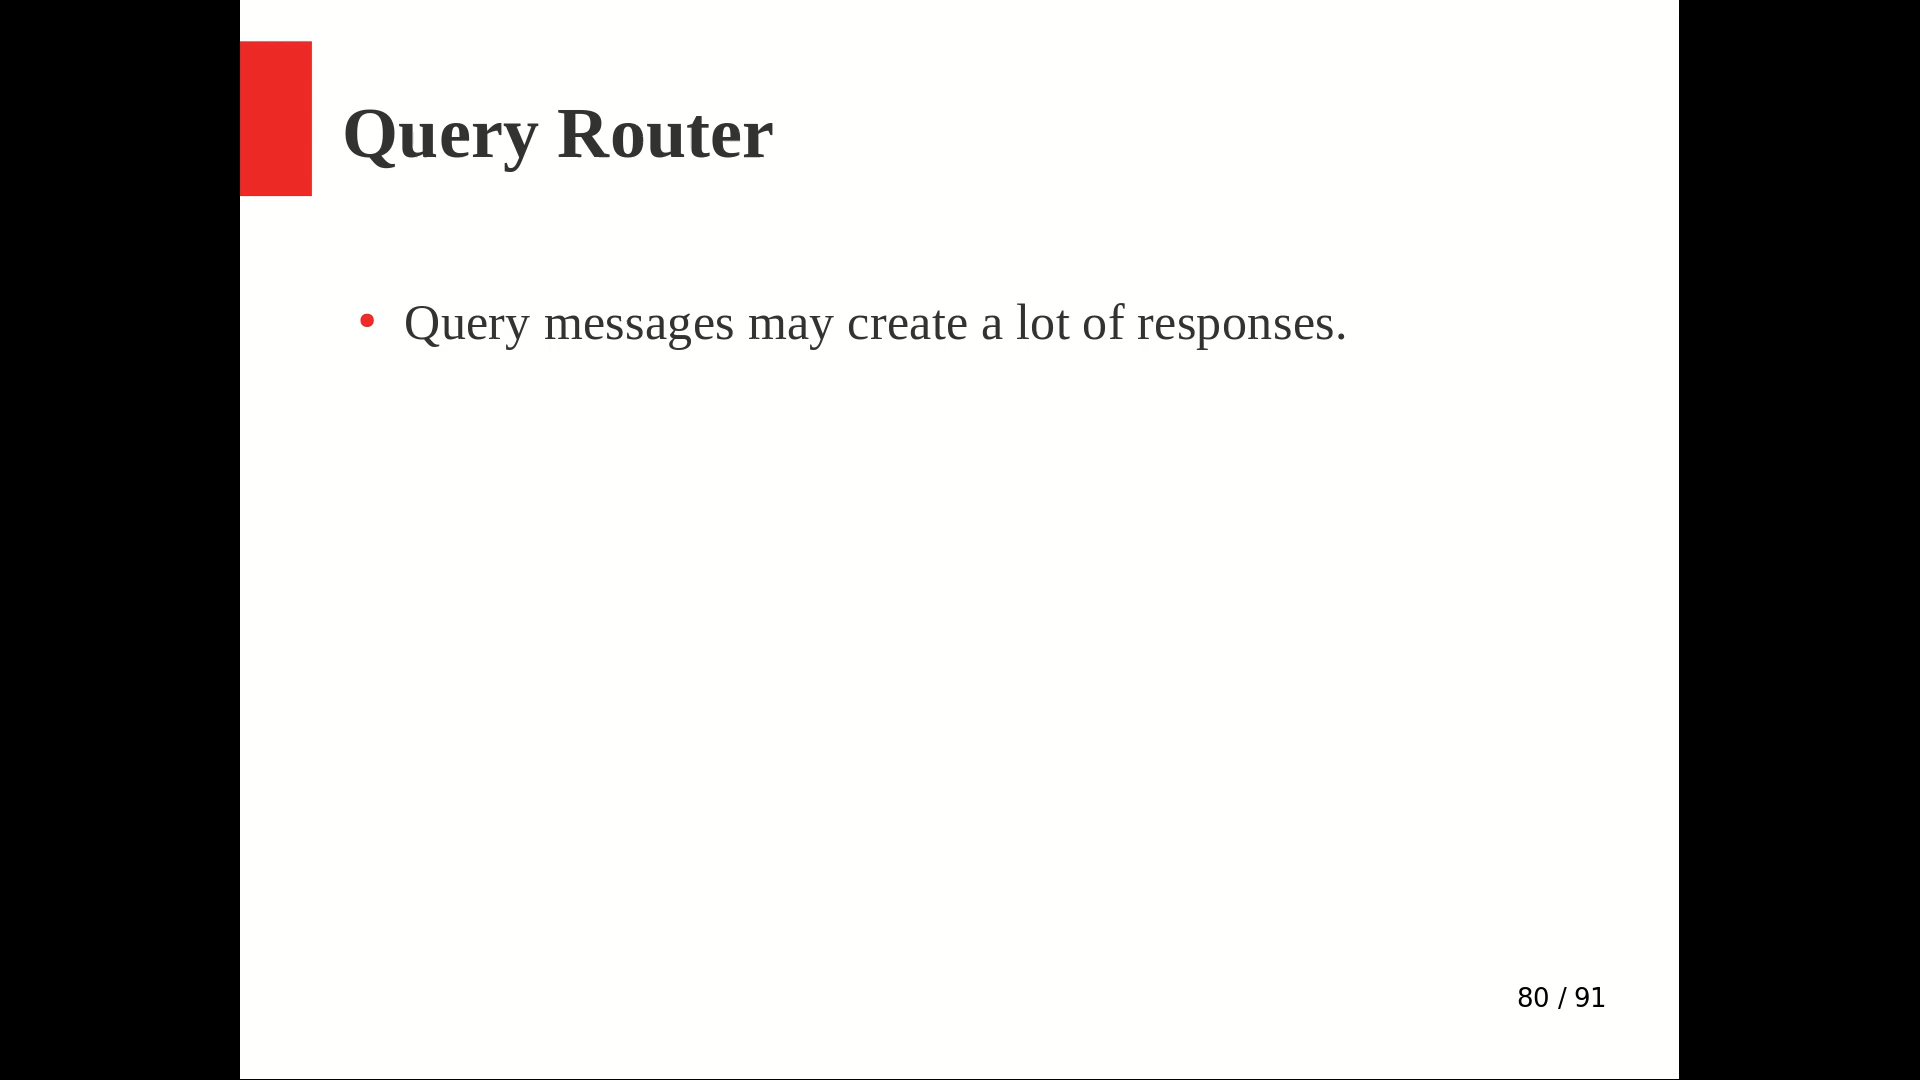 Query Router
• Query messages may create a lot of responses.
80 / 91